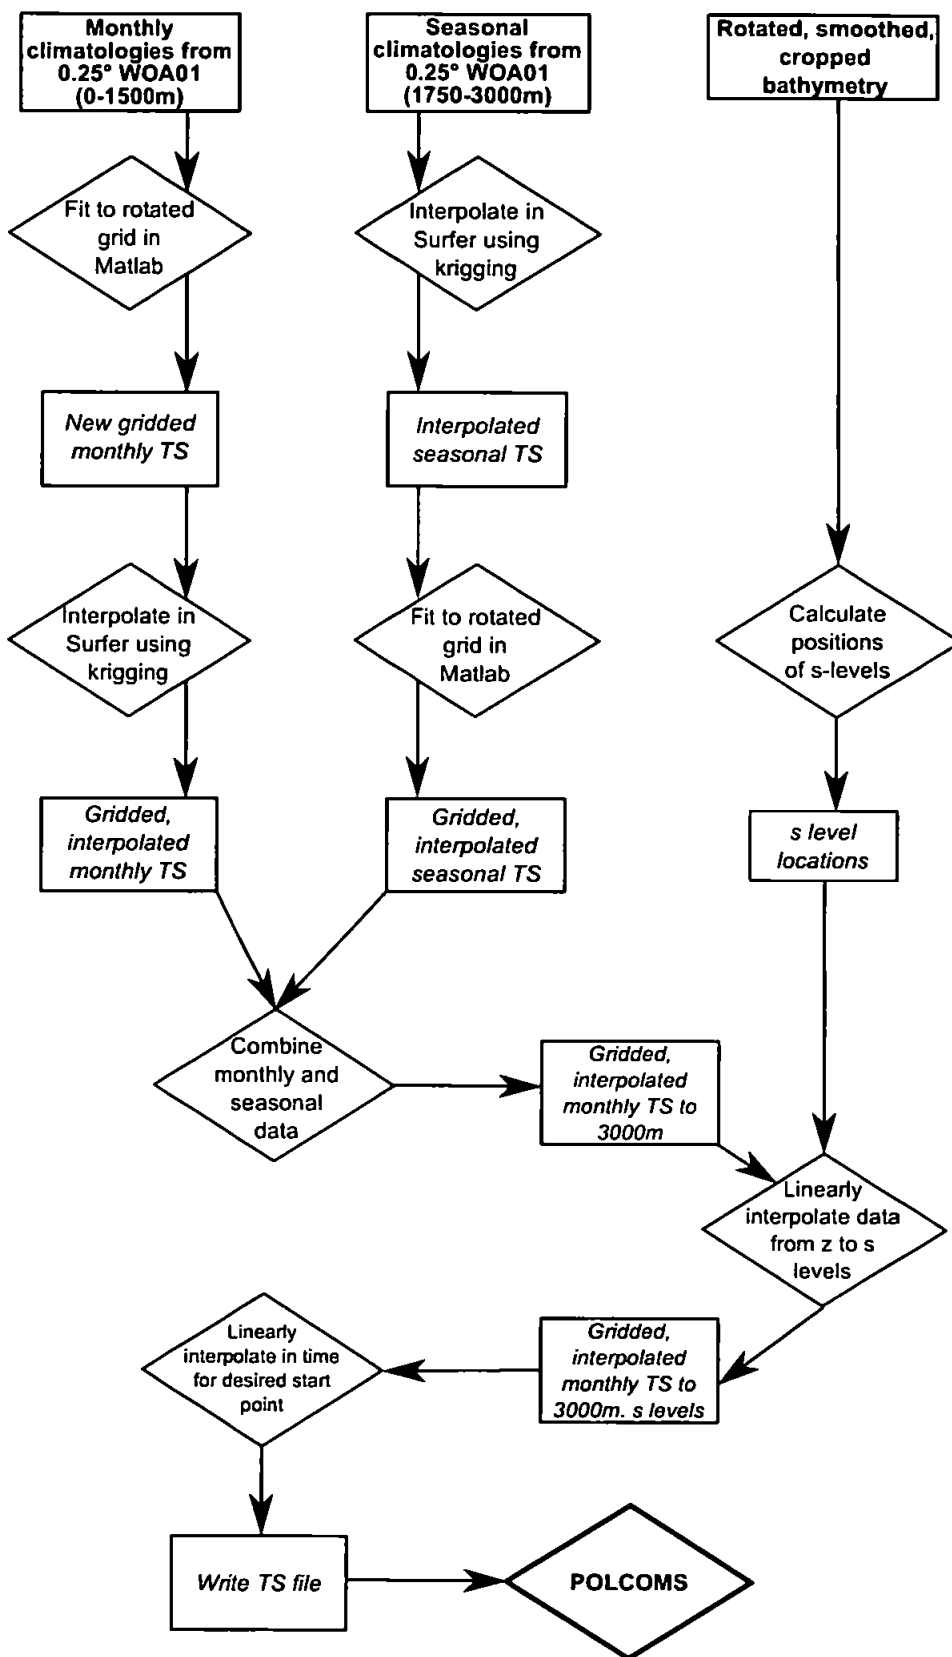 Monthly
climatologies from
0.25° WOA01
(0-1500m)
Seasonal
climatologies from
0.25° WOA01
(1750-3000m)
Rotated, smoothed,
cropped
bathymetry
Fit to rotated
grid in
Matlab
Interpolate in
Surfer using
krigging
New gridded
monthly TS
Interpolated
seasonal TS
Interpolate in
Surfer using
krigging
Fit to rotated
grid in
Matlab
Calculate
positions
of s-levels
Gridded,
interpolated
monthly TS
Gridded,
interpolated
seasonal TS
s level
locations
Combine
monthly and
seasonal
data
Gridded,
interpolated
monthly TS to
3000m
Linearly
interpolate data
from z to s
levels
Linearly
interpolate in time
for desired start
point
Gridded,
interpolated
monthly TS to
3000m. s levels
Write TS file
POLCOMS